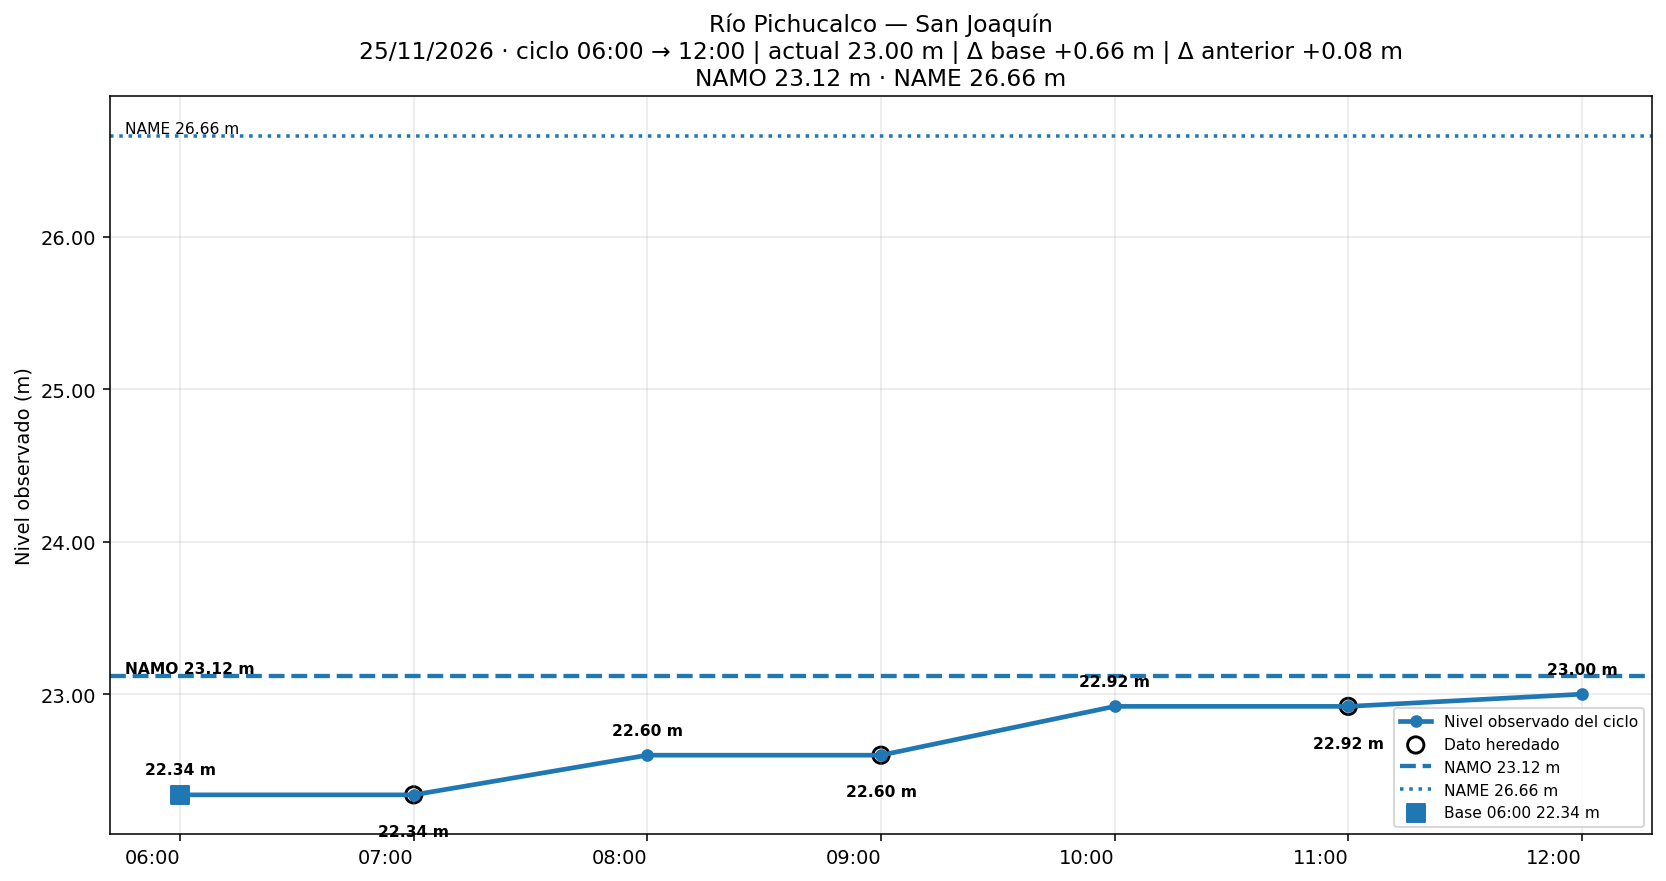 Río Pichucalco — San Joaquín
25/11/2026 · ciclo 06:00 → 12:00 | actual 23.00 m | Δ base +0.66 m | Δ anterior +0.08 m
NAMO 23.12 m · NAME 26.66 m
NAME 26.66 m
26.00
25.00
Nivel observado (m)
24.00
NAMO 23.12 m
23.00 m
22.92 m
23.00
22.60 m
22.92 m
22.34 m
22.60 m
22.34 m
Nivel observado del ciclo
Dato heredado
NAMO 23.12 m
NAME 26.66 m
Base 06:00 22.34 m
06:00 07:00 08:00 09:00 10:00 11:00 12:00